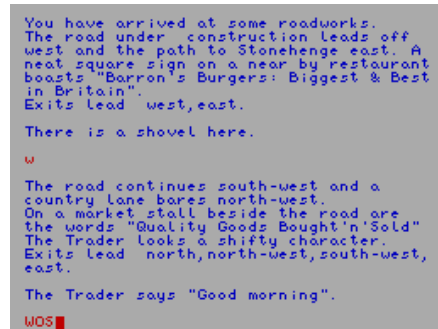 You have arrived at some roadworks.
The road under construction leads off
west and the path to Stonehenge east. A
neat square sign on a near by restaurant
boasts "Barron's Burgers: Biggest & Best
in Britain".
Exits lead west,east.
There is a shovel here.
w
The road continues south-west and a
country lane bares north-west.
On a market stall beside the road are
the words "Quality Goods Bought'n'Sold"
The Trader looks a shifty character.
Exits lead north,north-west,south-west,
east.
The Trader says "Good morning".
WOS